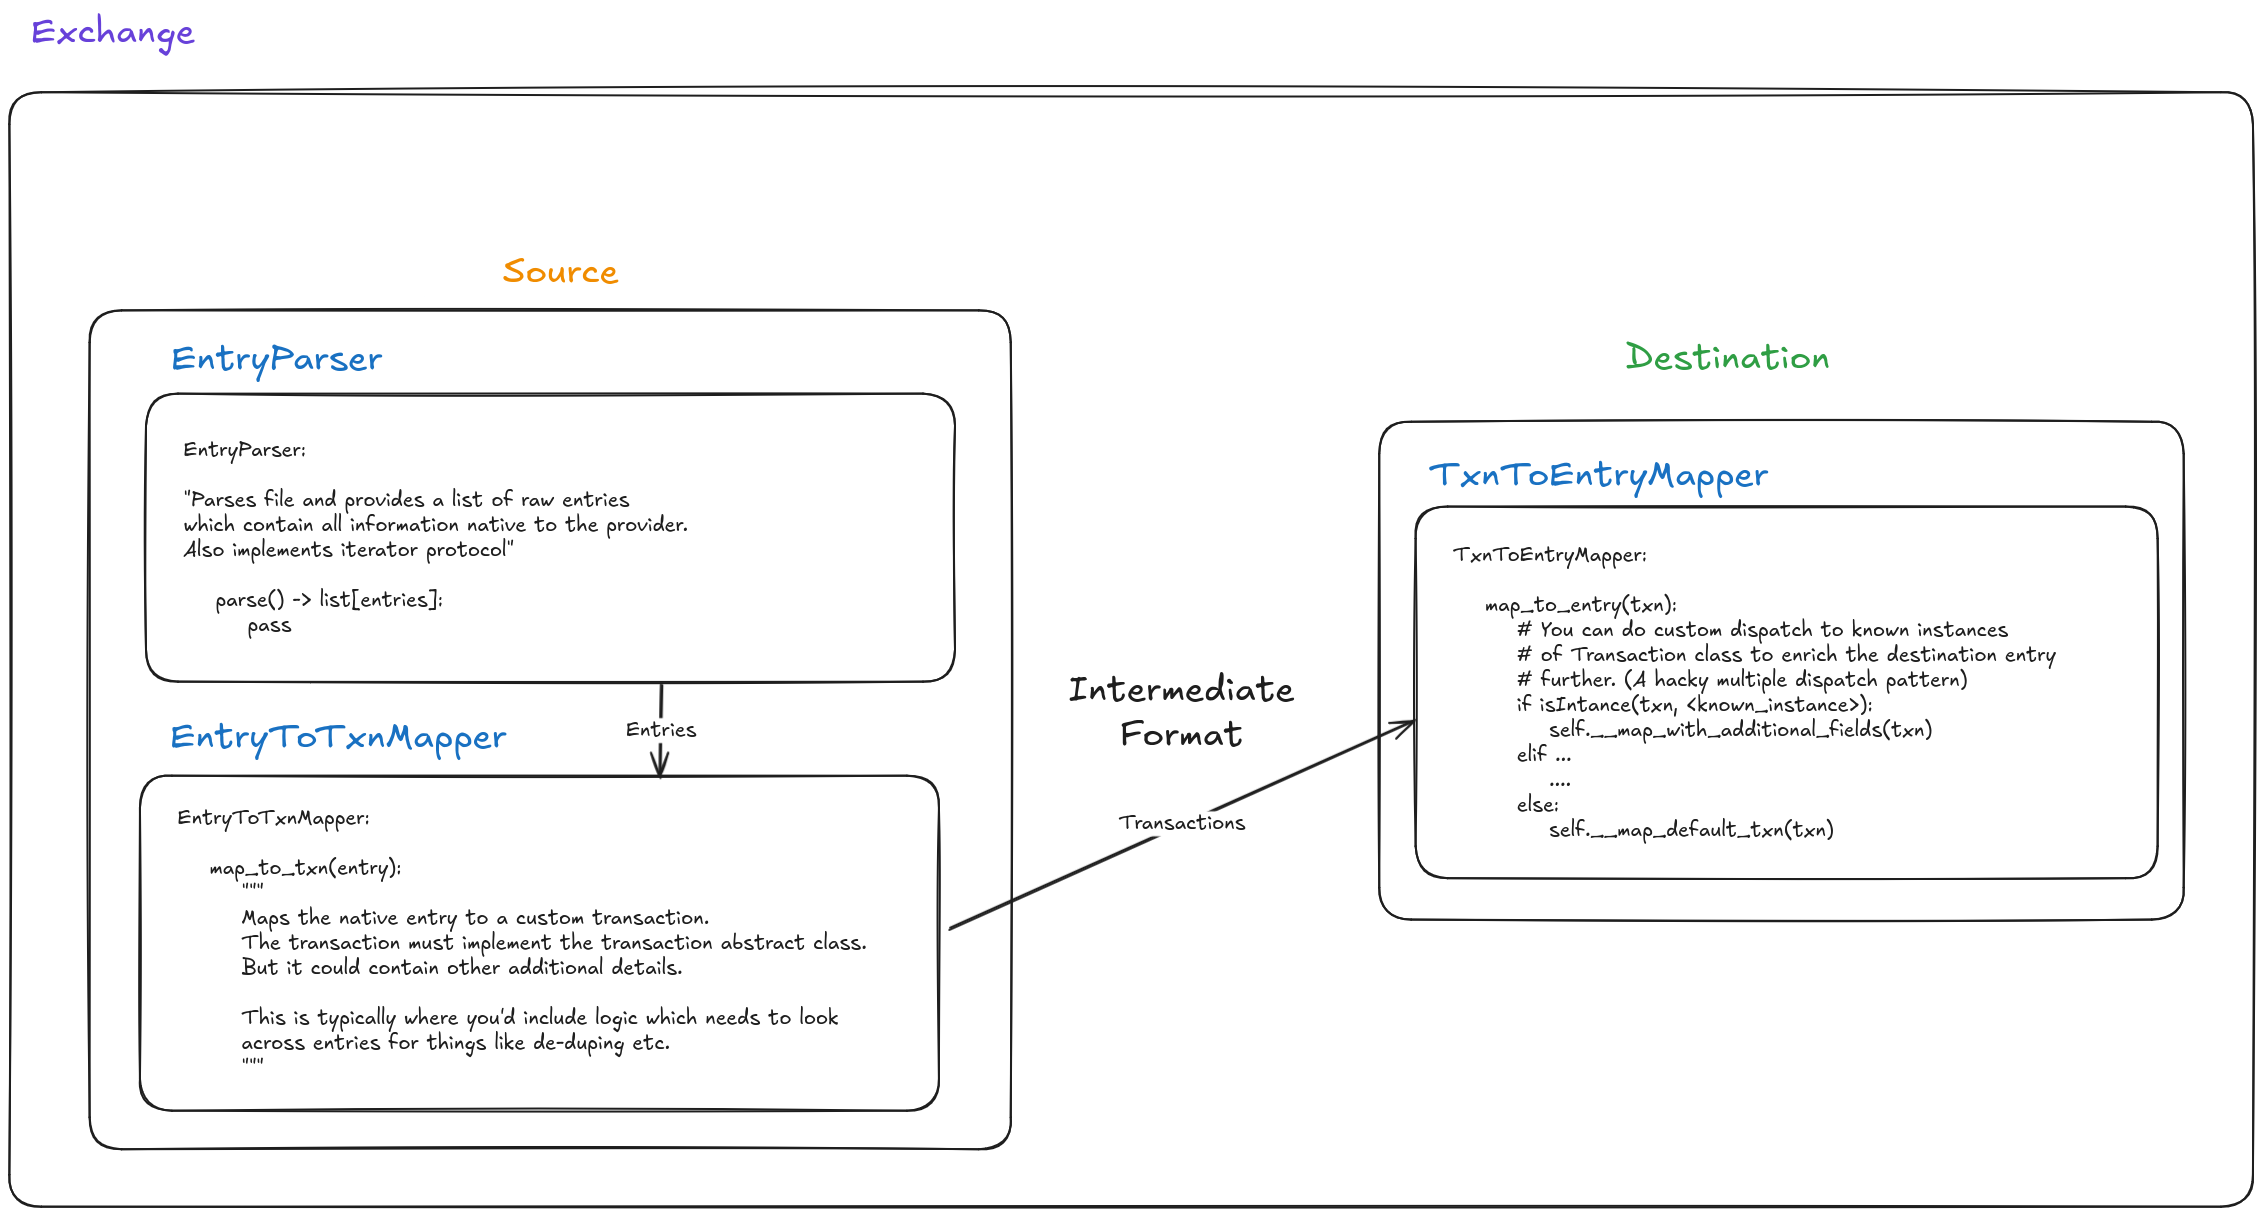 Exchange
Source
EntryParser
EntryParser:
"Parses file and provides a list of raw entries
which contain all information native to the provider.
Also implements iterator protocol"
parse() -> list[entries]:
pass
Entries
EntryToTxnMapper
EntryToTxnMapper:
map_to_txn(entry):
"""
Maps the native entry to a custom transaction.
The transaction must implement the transaction abstract class.
But it could contain other additional details.
This is typically where you'd include logic which needs to look
across entries for things like de-duping etc.
"""
Intermediate
Format
Transactions
Destination
TxnToEntryMapper
TxnToEntryMapper:
map_to_entry(txn):
# You can do custom dispatch to known instances
# of Transaction class to enrich the destination entry
# further. (A hacky multiple dispatch pattern)
if isIntance(txn, <known_instance>):
self.__map_with_additional_fields(txn)
elif ...
....
else:
self.__map_default_txn(txn)